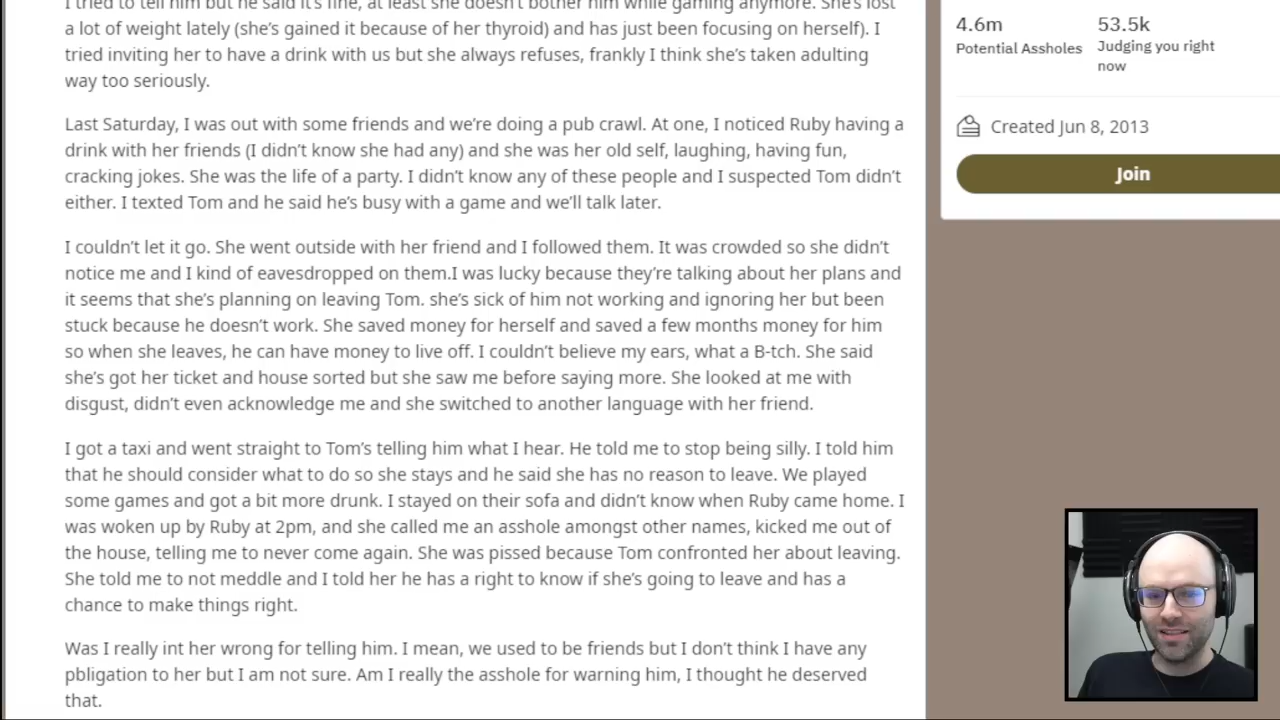 I tried to tell him but he said it's fine, at least she doesn't bother him while gaming anymore. She's lost
a lot of weight lately (she's gained it because of her thyroid) and has just been focusing on herself). I
tried inviting her to have a drink with us but she always refuses, frankly I think she's taken adulting
way too seriously.
Last Saturday, I was out with some friends and we're doing a pub crawl. At one, I noticed Ruby having a
drink with her friends (I didn't know she had any) and she was her old self, laughing, having fun,
cracking jokes. She was the life of a party. I didn't know any of these people and I suspected Tom didn't
either. I texted Tom and he said he's busy with a game and we'll talk later.
I couldn't let it go. She went outside with her friend and I followed them. It was crowded so she didn't
notice me and I kind of eavesdropped on them.I was lucky because they're talking about her plans and
it seems that she's planning on leaving Tom. she's sick of him not working and ignoring her but been
stuck because he doesn't work. She saved money for herself and saved a few months money for him
so when she leaves, he can have money to live off. I couldn't believe my ears, what a B-tch. She said
she's got her ticket and house sorted but she saw me before saying more. She looked at me with
disgust, didn't even acknowledge me and she switched to another language with her friend.
I got a taxi and went straight to Tom's telling him what I hear. He told me to stop being silly. I told him
that he should consider what to do so she stays and he said she has no reason to leave. We played
some games and got a bit more drunk. I stayed on their sofa and didn't know when Ruby came home. I
was woken up by Ruby at 2pm, and she called me an asshole amongst other names, kicked me out of
the house, telling me to never come again. She was pissed because Tom confronted her about leaving.
She told me to not meddle and I told her he has a right to know if she's going to leave and has a
chance to make things right.
Was I really int her wrong for telling him. I mean, we used to be friends but I don't think I have any
pbligation to her but I am not sure. Am I really the asshole for warning him, I thought he deserved
that.
4.6m
Potential Assholes
53.5k
Judging you right
now
Created Jun 8, 2013
Join